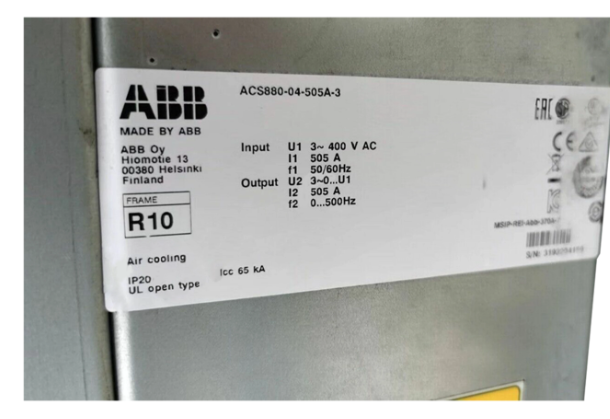 ABB
ACS880-04-505A-3
MADE BY ABB
ABB Oy
Hiomotie 13
00380 Helsinki
Finland
FRAME
R10
Air cooling
IP20
UL open type
Icc 65 kA
Input U1 3~ 400 V AC
I1 505 A
f1 50/60Hz
Output U2 3~0...U1
I2 505 A
f2 0...500Hz
EAC
CE
S/N: